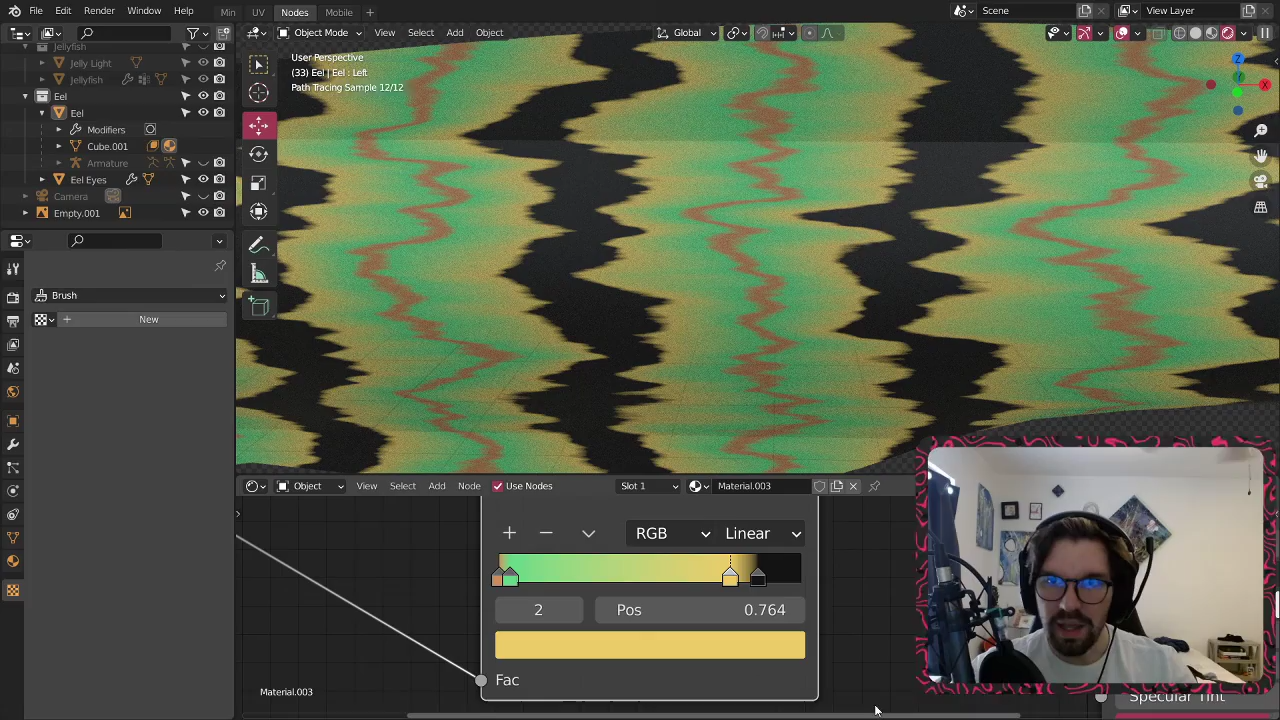 File Edit Render Window Help Min UV Nodes Mobile + Scene View Layer
Object Mode View Select Add Object Global
Jellyfish
Jelly Light
Jellyfish
Eel
Eel
Modifiers
Cube.001
Armature
Eel Eyes
Camera
Empty.001
User Perspective
(33) Eel | Eel : Left
Path Tracing Sample 12/12
Z
Y
X
Brush
New
Object View Select Add Node Use Nodes Slot 1 Material.003
RGB Linear
2 Pos 0.764
Fac
Material.003
Specular Tint